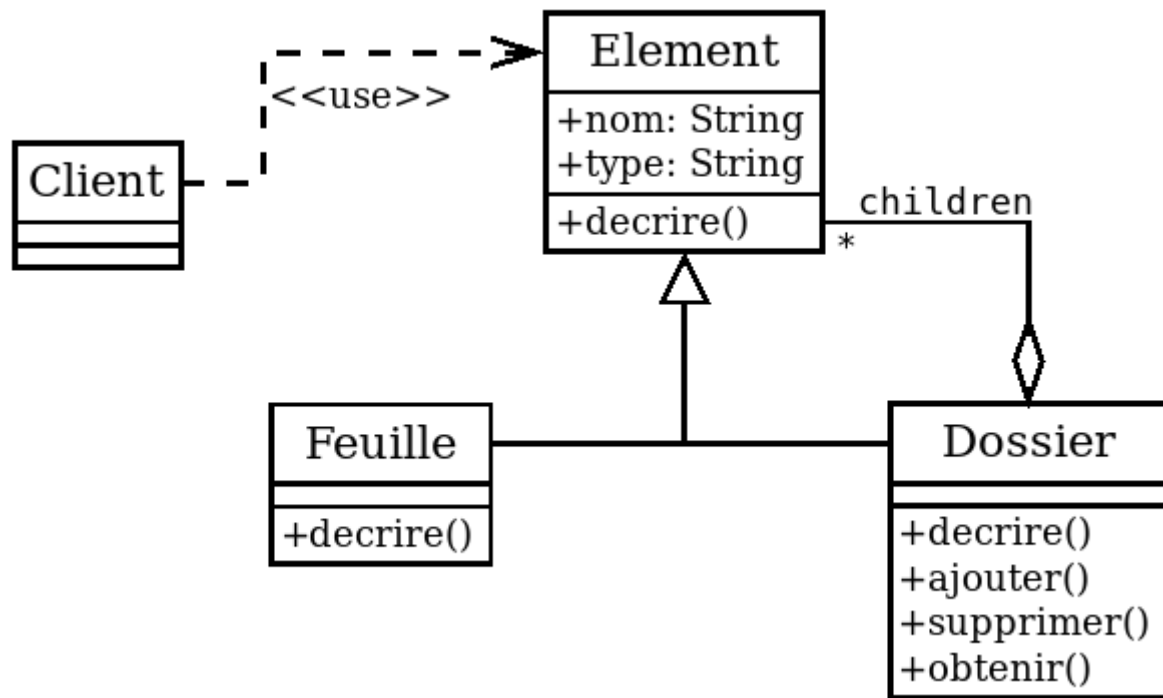 Element
+nom: String
+type: String
+decrire()
<<use>>
Client
children
*
Feuille
+decrire()
Dossier
+decrire()
+ajouter()
+supprimer()
+obtenir()